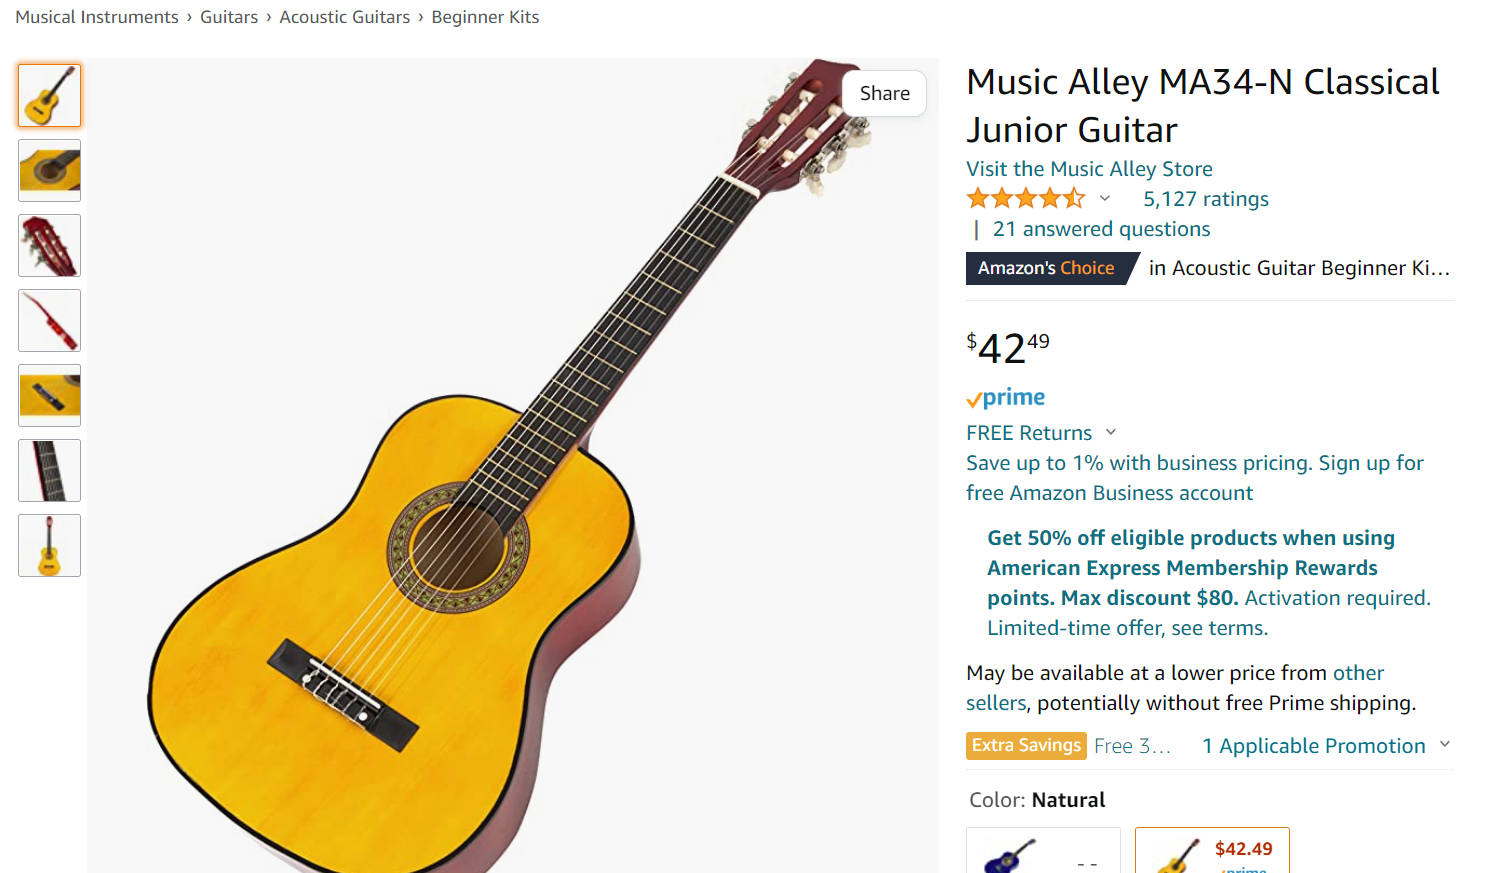 Musical Instruments › Guitars › Acoustic Guitars › Beginner Kits
Share
Music Alley MA34-N Classical
Junior Guitar
Visit the Music Alley Store
5,127 ratings
| 21 answered questions
Amazon's Choice in Acoustic Guitar Beginner Ki...
$42 49
prime
FREE Returns
Save up to 1% with business pricing. Sign up for
free Amazon Business account
Get 50% off eligible products when using
American Express Membership Rewards
points. Max discount $80. Activation required.
Limited-time offer, see terms.
May be available at a lower price from other
sellers, potentially without free Prime shipping.
Extra Savings Free 3... 1 Applicable Promotion
Color: Natural
- -
$42.49
prime